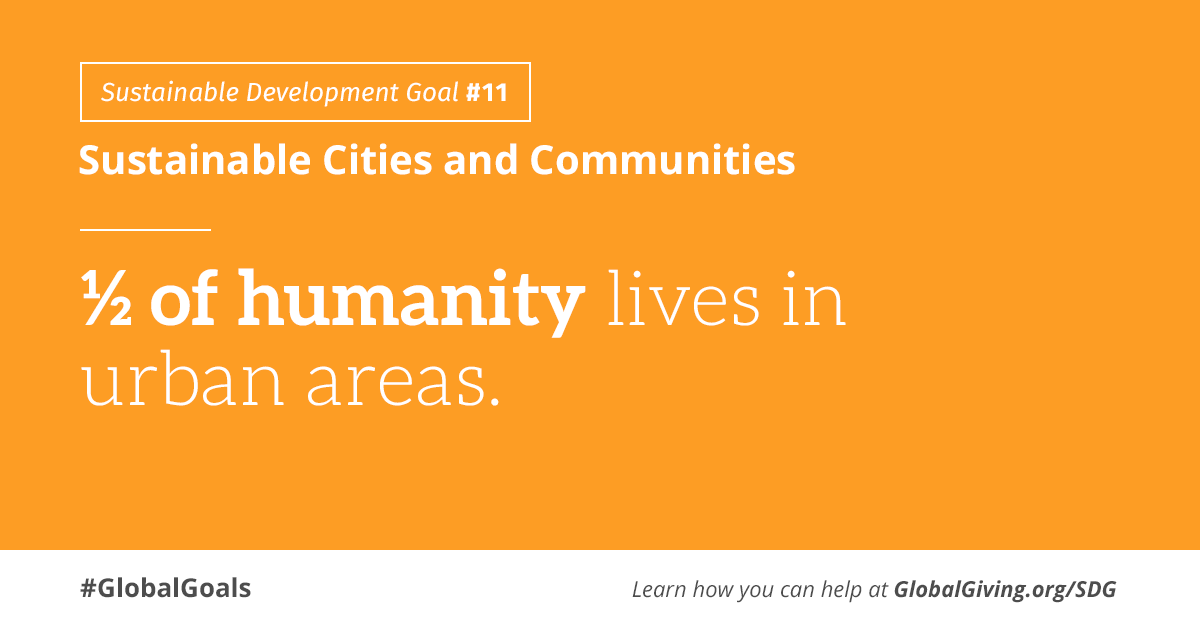 Sustainable Development Goal #11
Sustainable Cities and Communities
½ of humanity lives in
urban areas.
#GlobalGoals
Learn how you can help at GlobalGiving.org/SDG